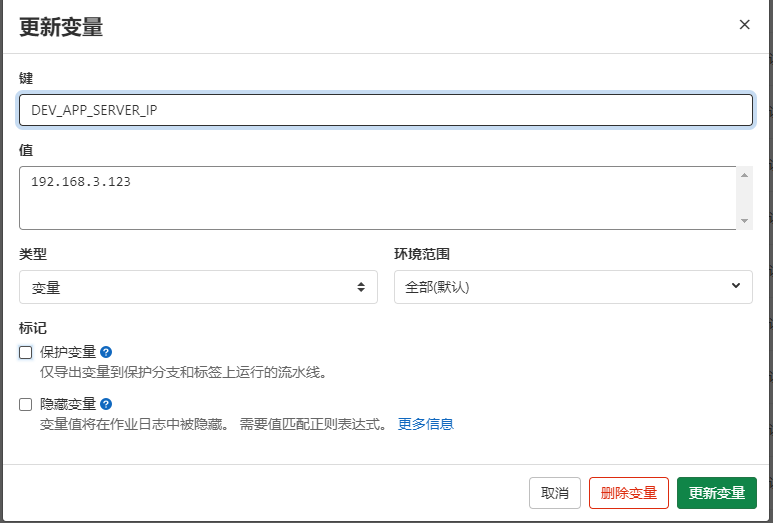 更新变量
键
DEV_APP_SERVER_IP
值
192.168.3.123
类型
环境范围
变量
全部(默认)
标记
保护变量
仅导出变量到保护分支和标签上运行的流水线。
隐藏变量
变量值将在作业日志中被隐藏。 需要值匹配正则表达式。 更多信息
取消
删除变量
更新变量